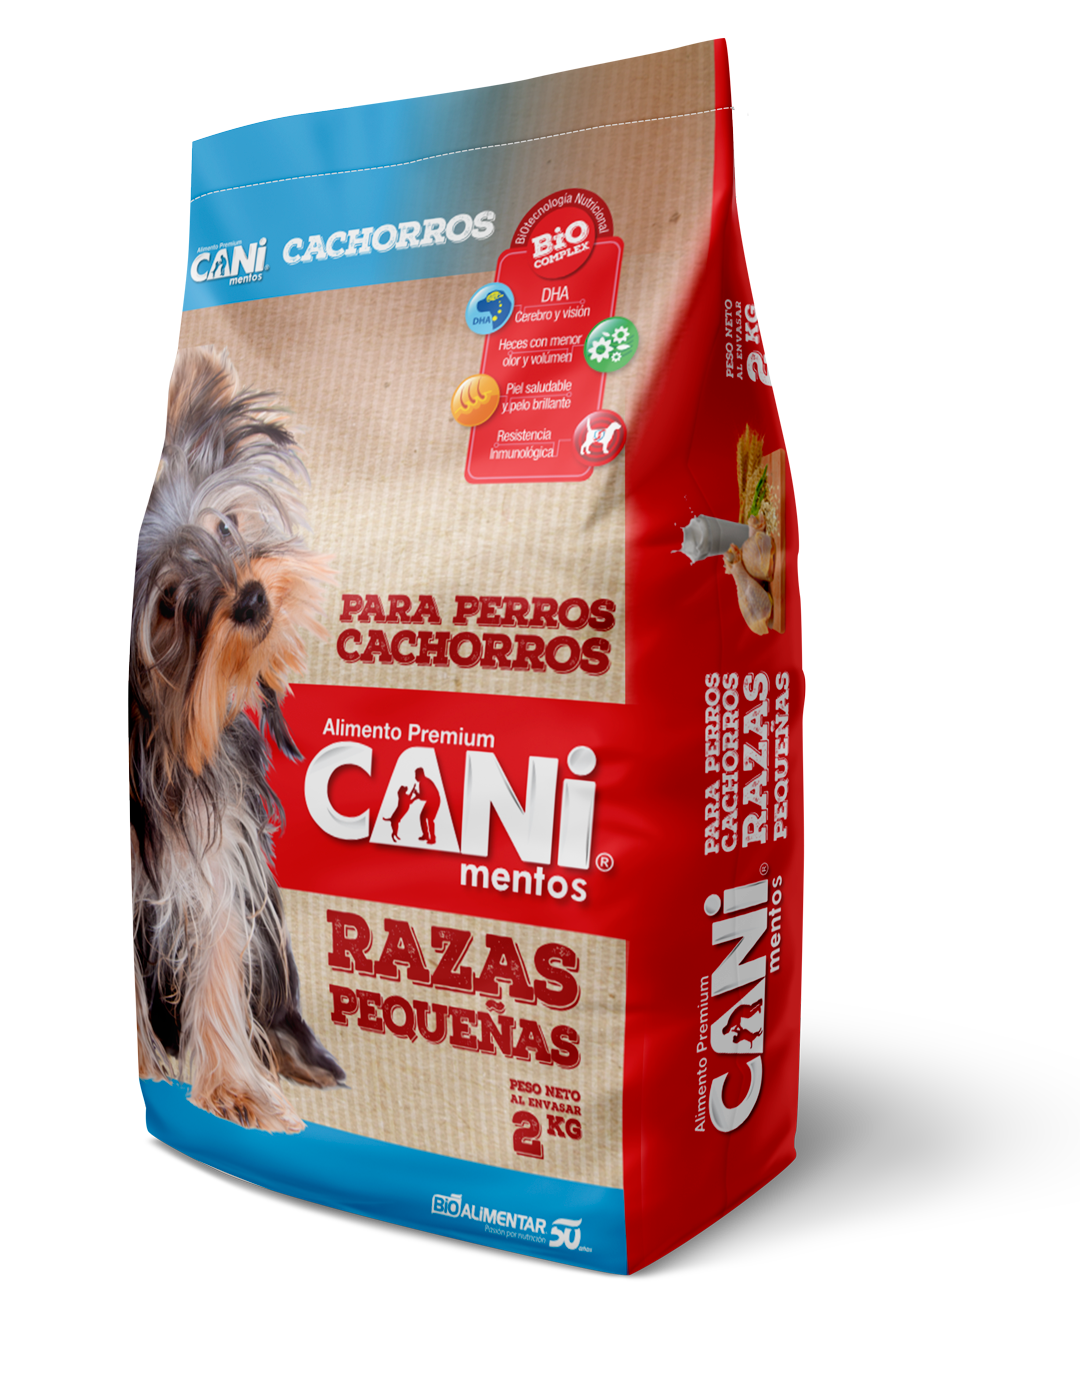 Alimento Premium
CANi®
mentos
CACHORROS
BiOtecnología Nutricional
BiO
COMPLEX
DHA
DHA
Cerebro y visión
Heces con menor
olor y volúmen
Piel saludable
y pelo brillante
Resistencia
Inmunológica
PARA PERROS
CACHORROS
Alimento Premium
CANi®
mentos
RAZAS
PEQUEÑAS
PESO NETO
AL ENVASAR
2 KG
BiOALiMENTAR
Pasión por nutrición
50
años
PESO NETO
AL ENVASAR
2 KG
PARA PERROS
CACHORROS
RAZAS
PEQUEÑAS
Alimento Premium
CANi®
mentos